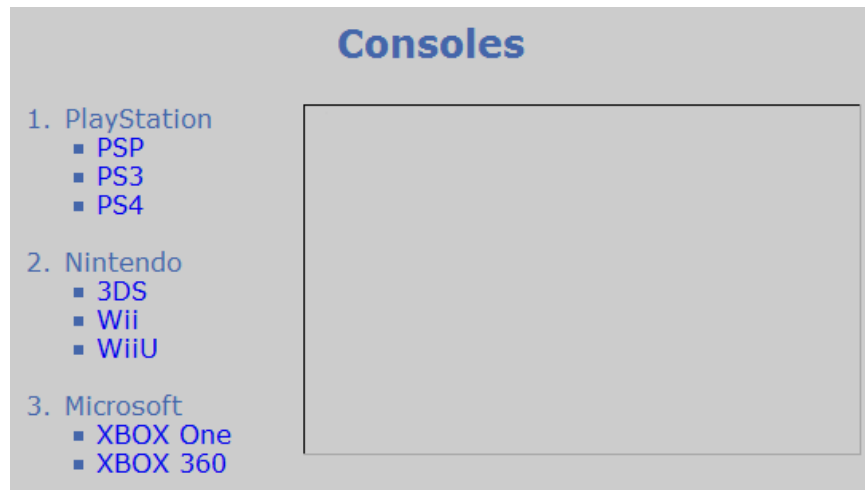 Consoles
1. PlayStation
PSP
PS3
PS4
2. Nintendo
3DS
Wii
WiiU
3. Microsoft
XBOX One
XBOX 360